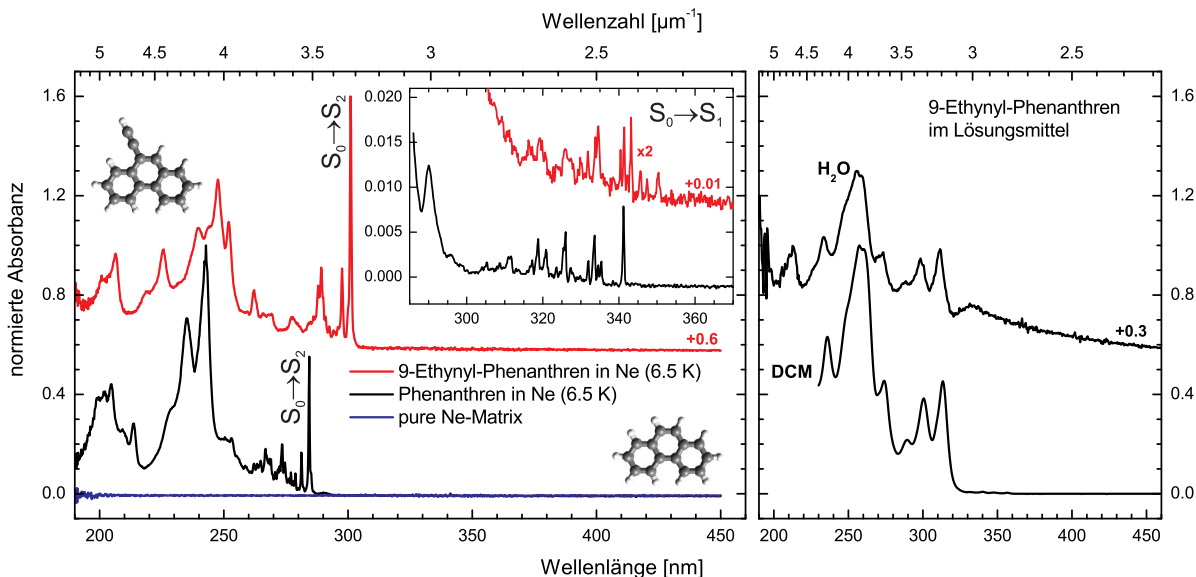 Wellenzahl [µm⁻¹]
5 4.5 4 3.5 3 2.5
5 4.5 4 3.5 3 2.5
normierte Absorbanz
1.6
1.2
0.8
0.4
0.0
S₀→S₂
S₀→S₂
0.020
0.015
0.010
0.005
0.000
S₀→S₁
x2
+0.01
300 320 340 360
+0.6
9-Ethynyl-Phenanthren in Ne (6.5 K)
Phenanthren in Ne (6.5 K)
pure Ne-Matrix
200 250 300 350 400 450
9-Ethynyl-Phenanthren
im Lösungsmittel
H₂O
+0.3
DCM
1.6
1.2
0.8
0.4
0.0
200 250 300 350 400 450
Wellenlänge [nm]